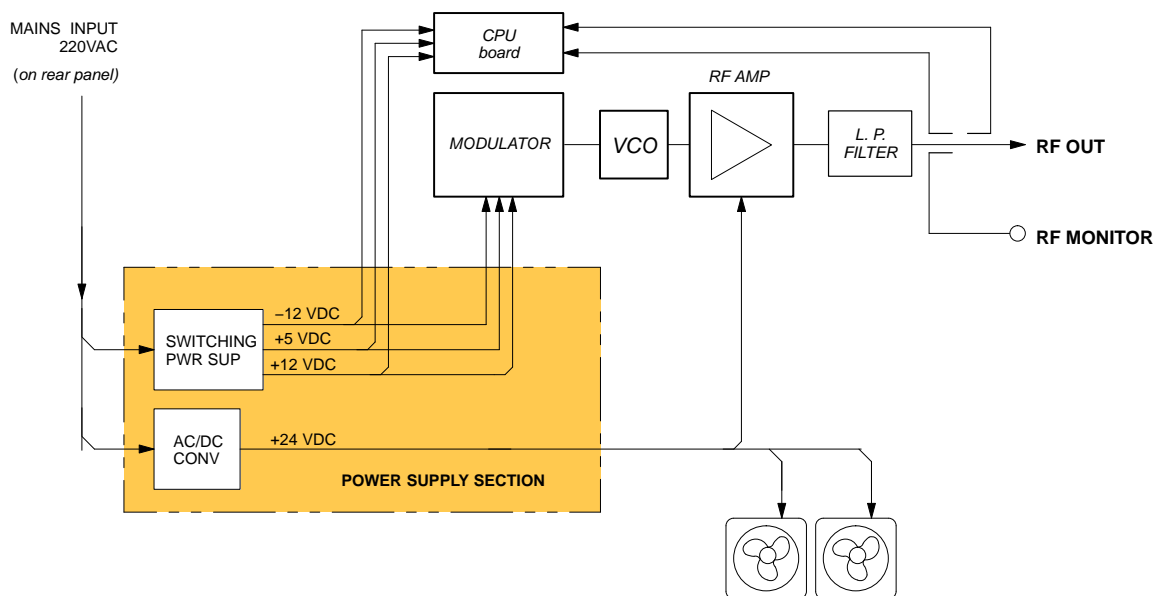 MAINS INPUT
220VAC
(on rear panel)
CPU
board
RF AMP
MODULATOR
VCO
L. P.
FILTER
RF OUT
RF MONITOR
–12 VDC
SWITCHING
PWR SUP
+5 VDC
+12 VDC
AC/DC
CONV
+24 VDC
POWER SUPPLY SECTION